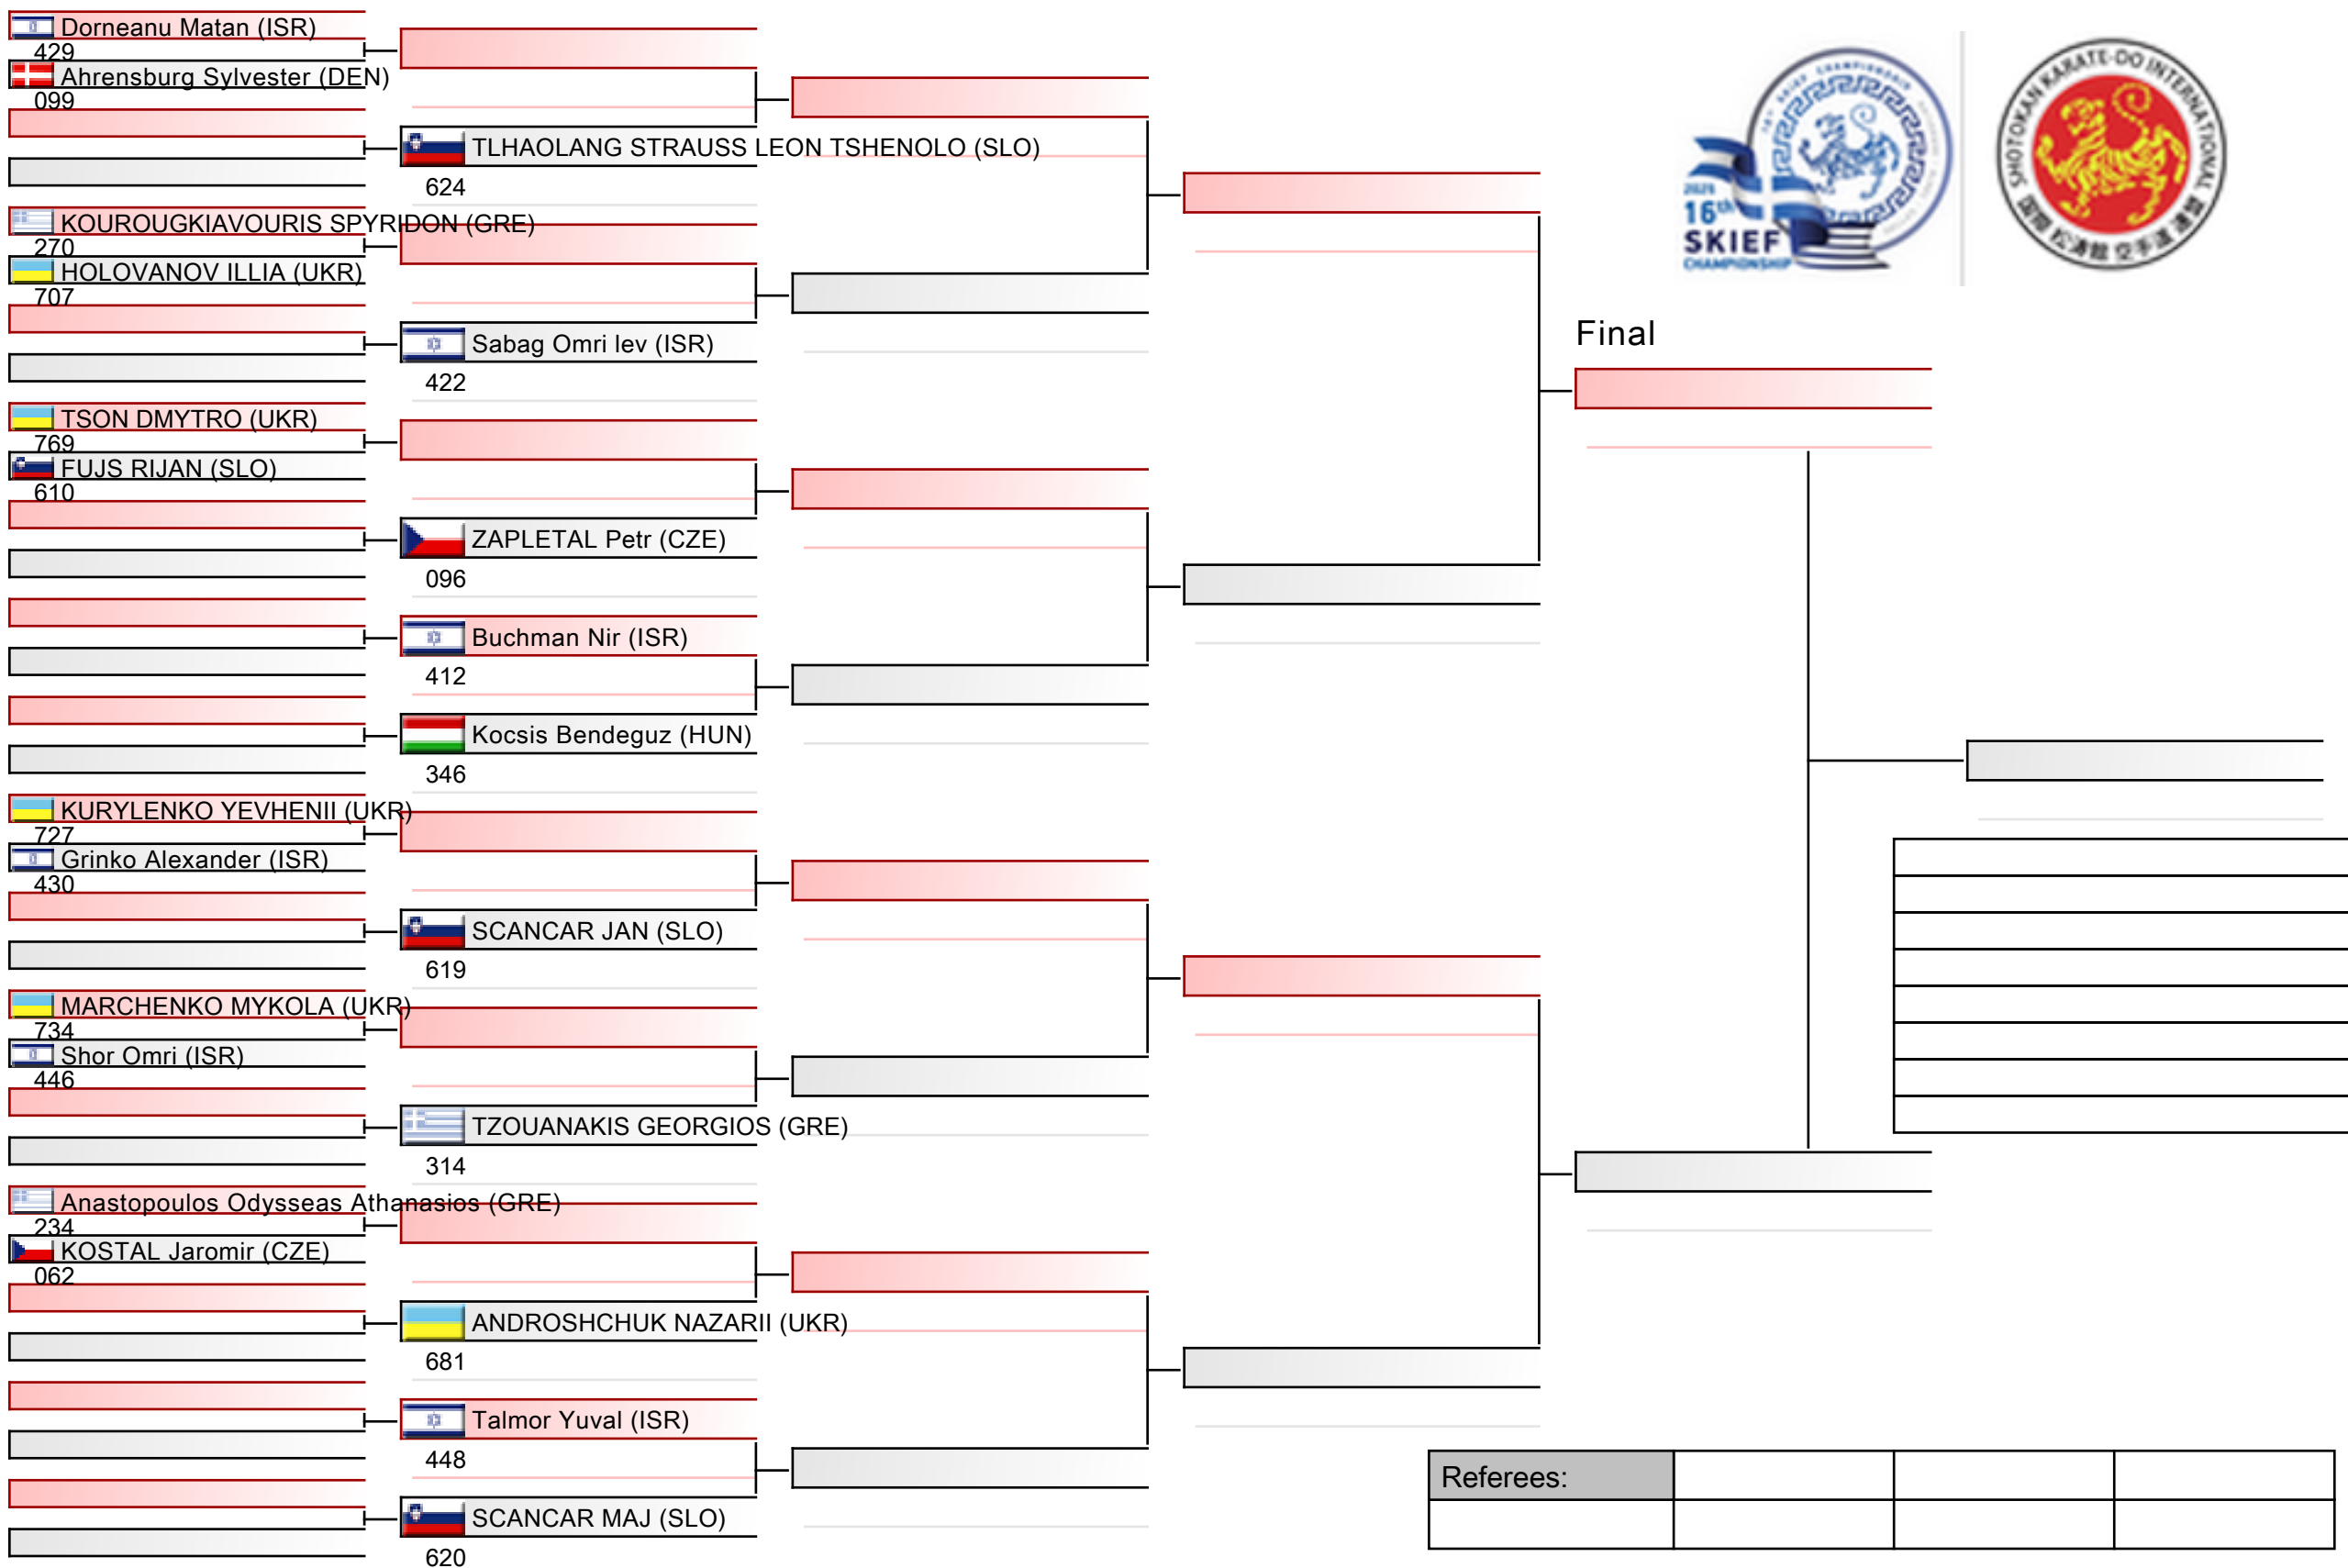 Dorneanu Matan (ISR)
429
Ahrensburg Sylvester (DEN)
099
TLHAOLANG STRAUSS LEON TSHENOLO (SLO)
624
KOUROUGKIAVOURIS SPYRIDON (GRE)
270
HOLOVANOV ILLIA (UKR)
707
Sabag Omri lev (ISR)
422
TSON DMYTRO (UKR)
769
FUJS RIJAN (SLO)
610
ZAPLETAL Petr (CZE)
096
Buchman Nir (ISR)
412
Kocsis Bendeguz (HUN)
346
KURYLENKO YEVHENII (UKR)
727
Grinko Alexander (ISR)
430
SCANCAR JAN (SLO)
619
MARCHENKO MYKOLA (UKR)
734
Shor Omri (ISR)
446
TZOUANAKIS GEORGIOS (GRE)
314
Anastopoulos Odysseas Athanasios (GRE)
234
KOSTAL Jaromir (CZE)
062
ANDROSHCHUK NAZARII (UKR)
681
Talmor Yuval (ISR)
448
SCANCAR MAJ (SLO)
620
16th
SKIEF
CHAMPIONSHIP
SHOTOKAN KARATE-DO INTERNATIONAL
Final
Referees: